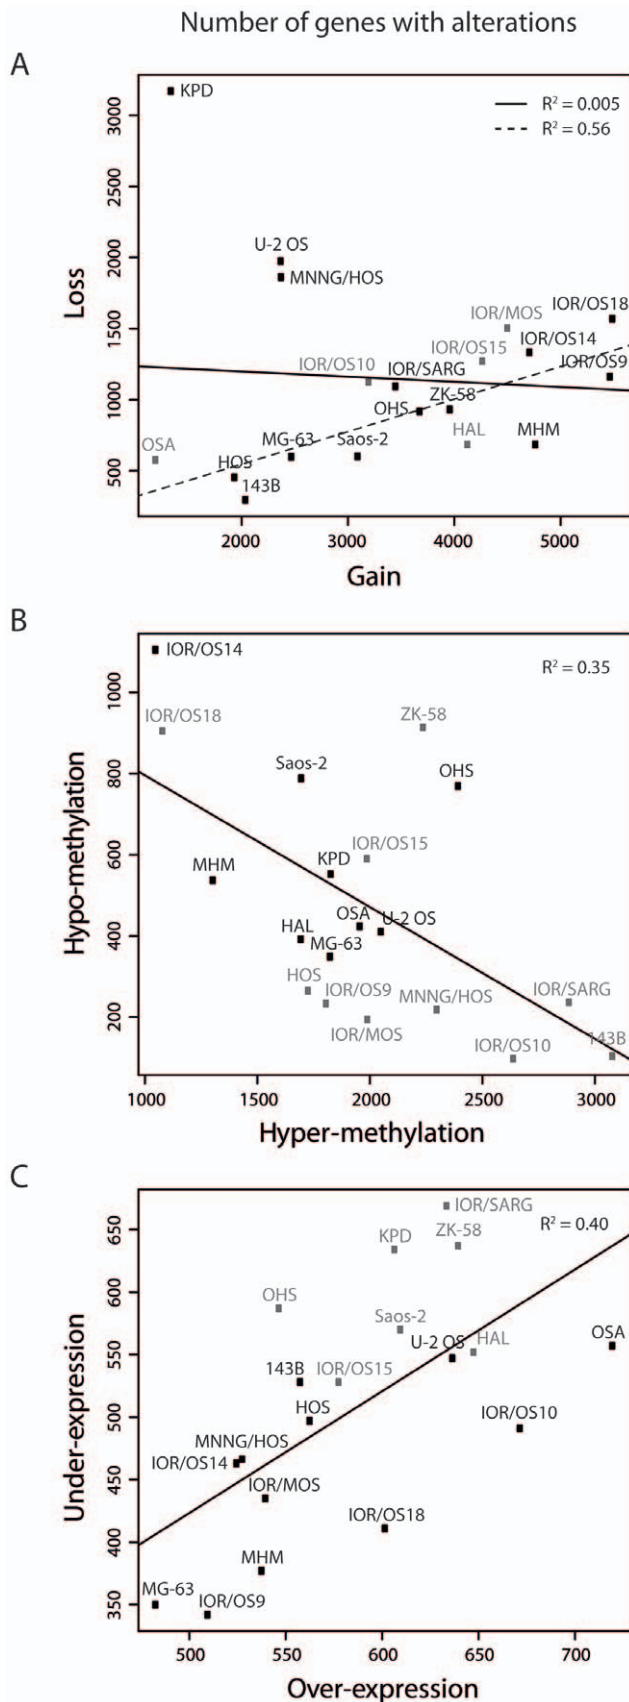 Number of genes with alterations
A
KPD
R² = 0.005
R² = 0.56
U-2 OS
MNNG/HOS
IOR/MOS
IOR/OS18
IOR/OS15
IOR/OS14
IOR/OS10
IOR/SARG
IOR/OS9
OHS
ZK-58
OSA
MG-63
Saos-2
HAL
MHM
HOS
143B
Loss
3000
2500
2000
1500
1000
500
2000
3000
4000
5000
Gain
B
IOR/OS14
R² = 0.35
IOR/OS18
ZK-58
Saos-2
OHS
IOR/OS15
MHM
KPD
OSA
U-2 OS
HAL
MG-63
HOS
IOR/OS9
MNNG/HOS
IOR/SARG
IOR/MOS
IOR/OS10
143B
Hypo-methylation
1000
800
600
400
200
1000
1500
2000
2500
3000
Hyper-methylation
C
IOR/SARG
R² = 0.40
KPD
ZK-58
OHS
Saos-2
U-2 OS
HAL
OSA
143B
IOR/OS15
HOS
IOR/OS10
MNNG/HOS
IOR/OS14
IOR/MOS
IOR/OS18
MHM
MG-63
IOR/OS9
Under-expression
650
600
550
500
450
400
350
500
550
600
650
700
Over-expression